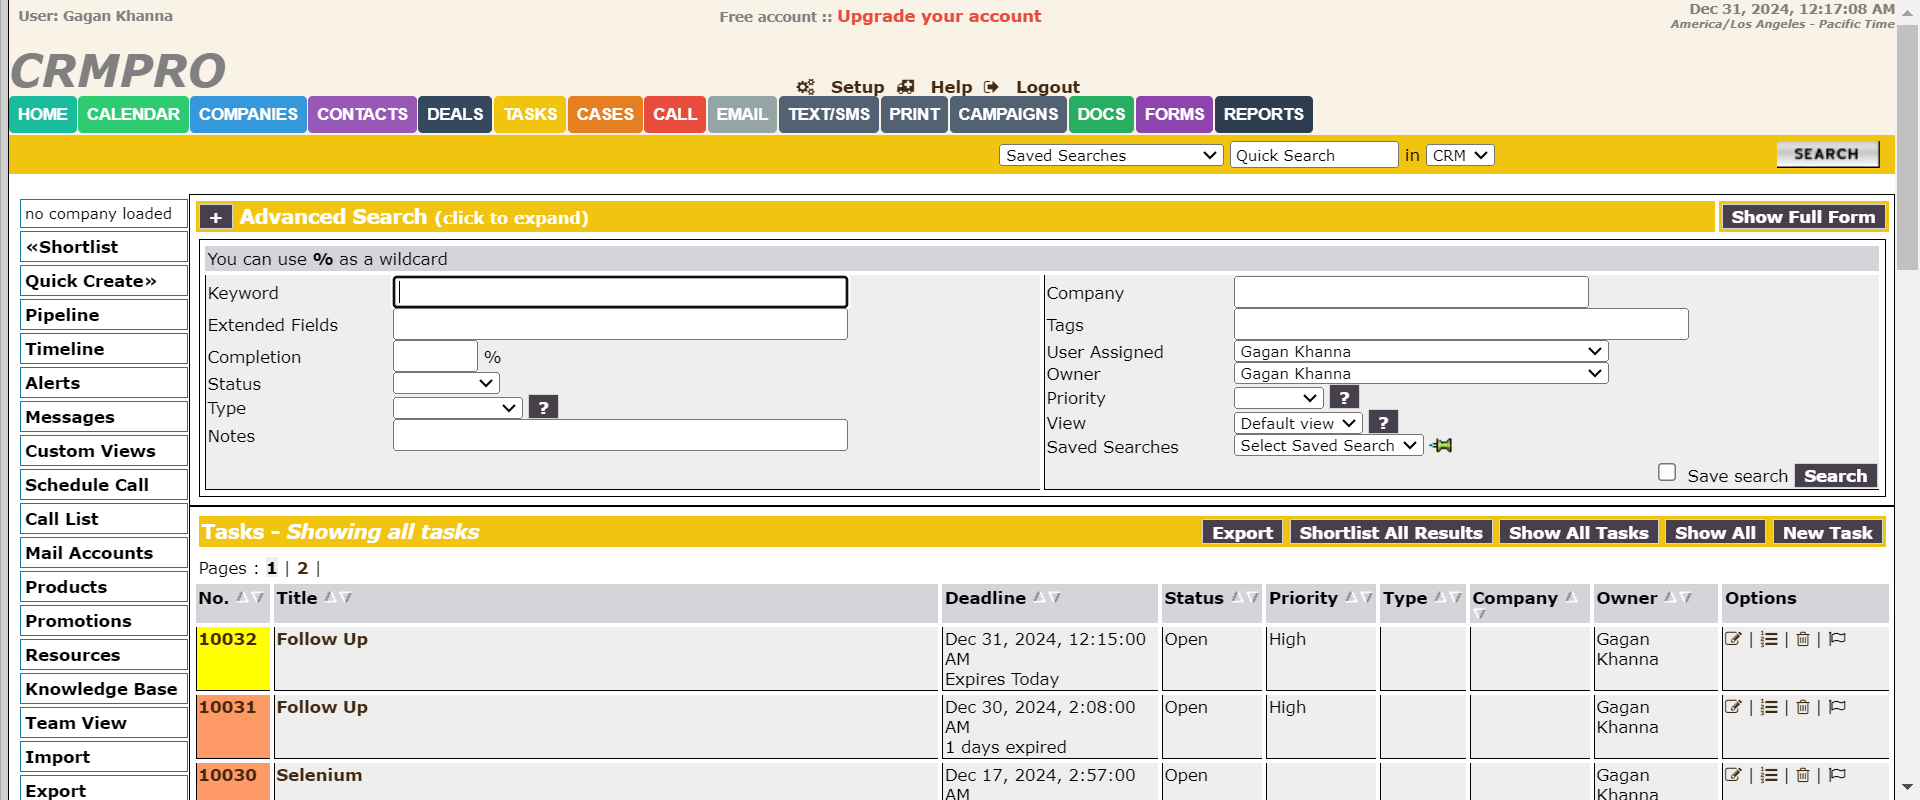 User: Gagan Khanna
Free account :: Upgrade your account
Dec 31, 2024, 12:17:08 AM
America/Los Angeles - Pacific Time
CRMPRO
Setup Help Logout
HOME CALENDAR COMPANIES CONTACTS DEALS TASKS CASES CALL EMAIL TEXT/SMS PRINT CAMPAIGNS DOCS FORMS REPORTS
Saved Searches Quick Search in CRM SEARCH
no company loaded
«Shortlist
Quick Create»
Pipeline
Timeline
Alerts
Messages
Custom Views
Schedule Call
Call List
Mail Accounts
Products
Promotions
Resources
Knowledge Base
Team View
Import
Export
+ Advanced Search (click to expand) Show Full Form
You can use % as a wildcard
Keyword
Extended Fields
Completion %
Status
Type ?
Notes
Company
Tags
User Assigned Gagan Khanna
Owner Gagan Khanna
Priority ?
View Default view ?
Saved Searches Select Saved Search
Save search Search
Tasks - Showing all tasks Export Shortlist All Results Show All Tasks Show All New Task
Pages : 1 | 2 |
No. Title Deadline Status Priority Type Company Owner Options
10032 Follow Up Dec 31, 2024, 12:15:00 AM Expires Today Open High Gagan Khanna | | |
10031 Follow Up Dec 30, 2024, 2:08:00 AM 1 days expired Open High Gagan Khanna | | |
10030 Selenium Dec 17, 2024, 2:57:00 AM Open Gagan Khanna | | |